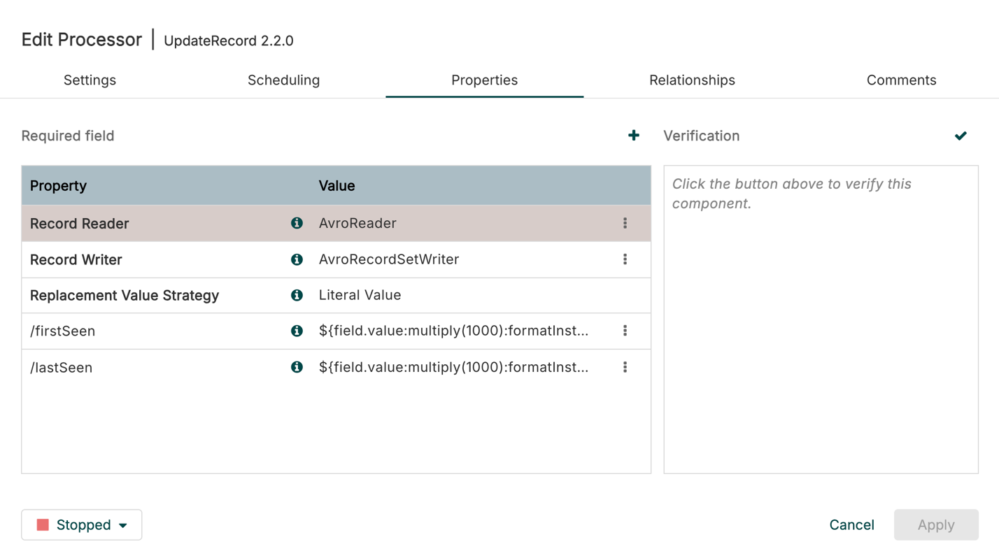 Edit Processor | UpdateRecord 2.2.0
Settings Scheduling Properties Relationships Comments
Required field
Verification
Property Value
Record Reader AvroReader
Record Writer AvroRecordSetWriter
Replacement Value Strategy Literal Value
/firstSeen ${field.value:multiply(1000):formatInst...
/lastSeen ${field.value:multiply(1000):formatInst...
Click the button above to verify this
component.
Stopped
Cancel Apply